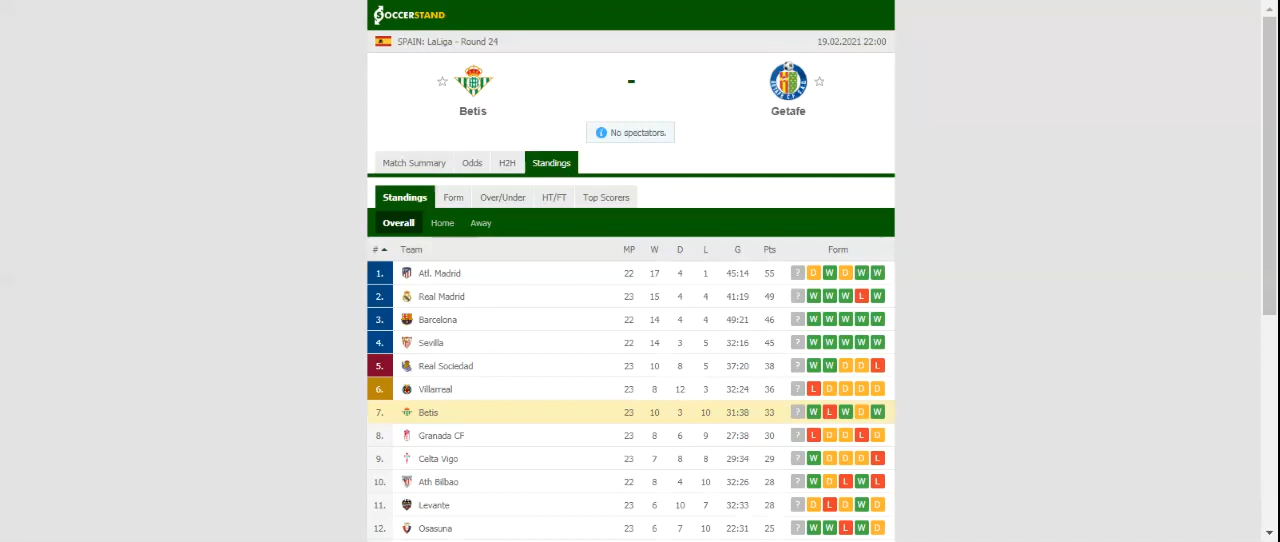 SOCCERSTAND
SPAIN: LaLiga - Round 24 19.02.2021 22:00
-
Betis Getafe
No spectators.
Match Summary Odds H2H Standings
Standings Form Over/Under HT/FT Top Scorers
Overall Home Away
# Team MP W D L G Pts Form
1. Atl. Madrid 22 17 4 1 45:14 55 ? D W D W W
2. Real Madrid 23 15 4 4 41:19 49 ? W W W L W
3. Barcelona 22 14 4 4 49:21 46 ? W W W W W
4. Sevilla 22 14 3 5 32:16 45 ? W W W W W
5. Real Sociedad 23 10 8 5 37:20 38 ? W W D D L
6. Villarreal 23 8 12 3 32:24 36 ? L D D D D
7. Betis 23 10 3 10 31:38 33 ? W L W D W
8. Granada CF 23 8 6 9 27:38 30 ? L D D L D
9. Celta Vigo 23 7 8 8 29:34 29 ? W D D D L
10. Ath Bilbao 22 8 4 10 32:26 28 ? W D L W L
11. Levante 23 6 10 7 32:33 28 ? D L D W D
12. Osasuna 23 6 7 10 22:31 25 ? W W L W D